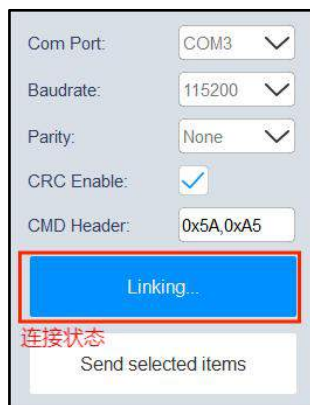 Com Port: COM3
Baudrate: 115200
Parity: None
CRC Enable:
CMD Header: 0x5A,0xA5
Linking...
连接状态
Send selected items